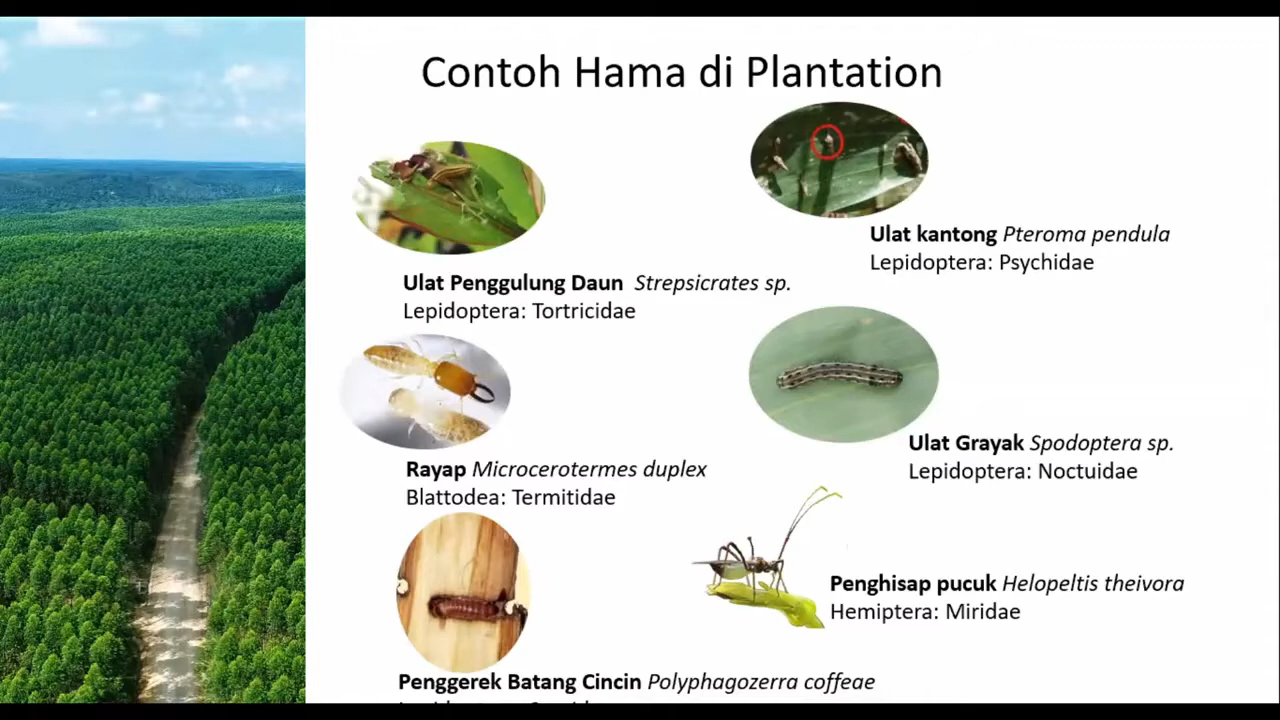 Contoh Hama di Plantation
Ulat kantong Pteroma pendula
Lepidoptera: Psychidae
Ulat Penggulung Daun Strepsicrates sp.
Lepidoptera: Tortricidae
Ulat Grayak Spodoptera sp.
Lepidoptera: Noctuidae
Rayap Microcerotermes duplex
Blattodea: Termitidae
Penghisap pucuk Helopeltis theivora
Hemiptera: Miridae
Penggerek Batang Cincin Polyphagozerra coffeae